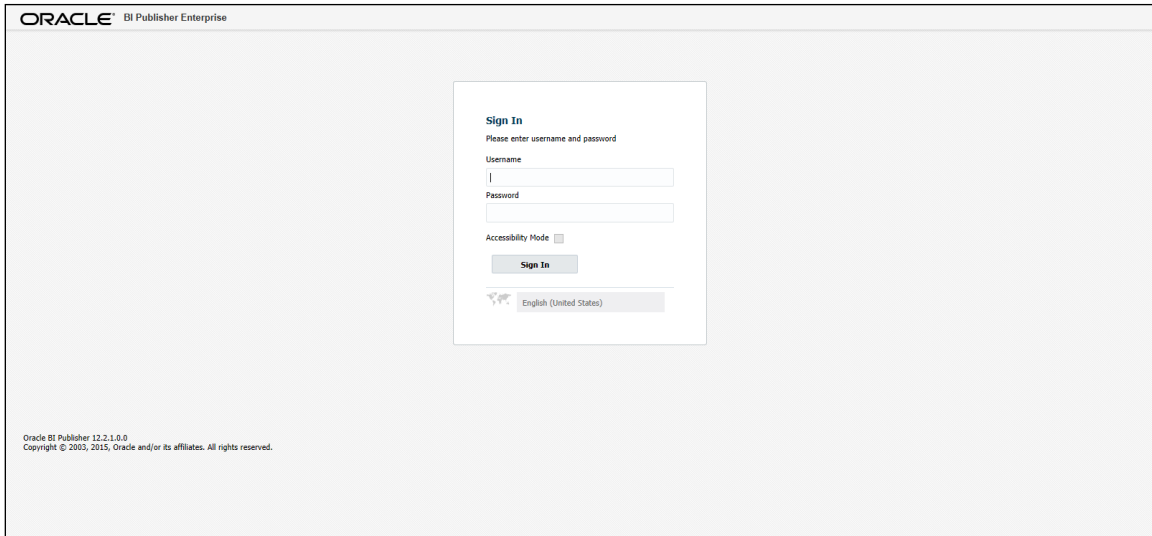 ORACLE® BI Publisher Enterprise
Sign In
Please enter username and password
Username
Password
Accessibility Mode
Sign In
English (United States)
Oracle BI Publisher 12.2.1.0.0
Copyright © 2003, 2015, Oracle and/or its affiliates. All rights reserved.